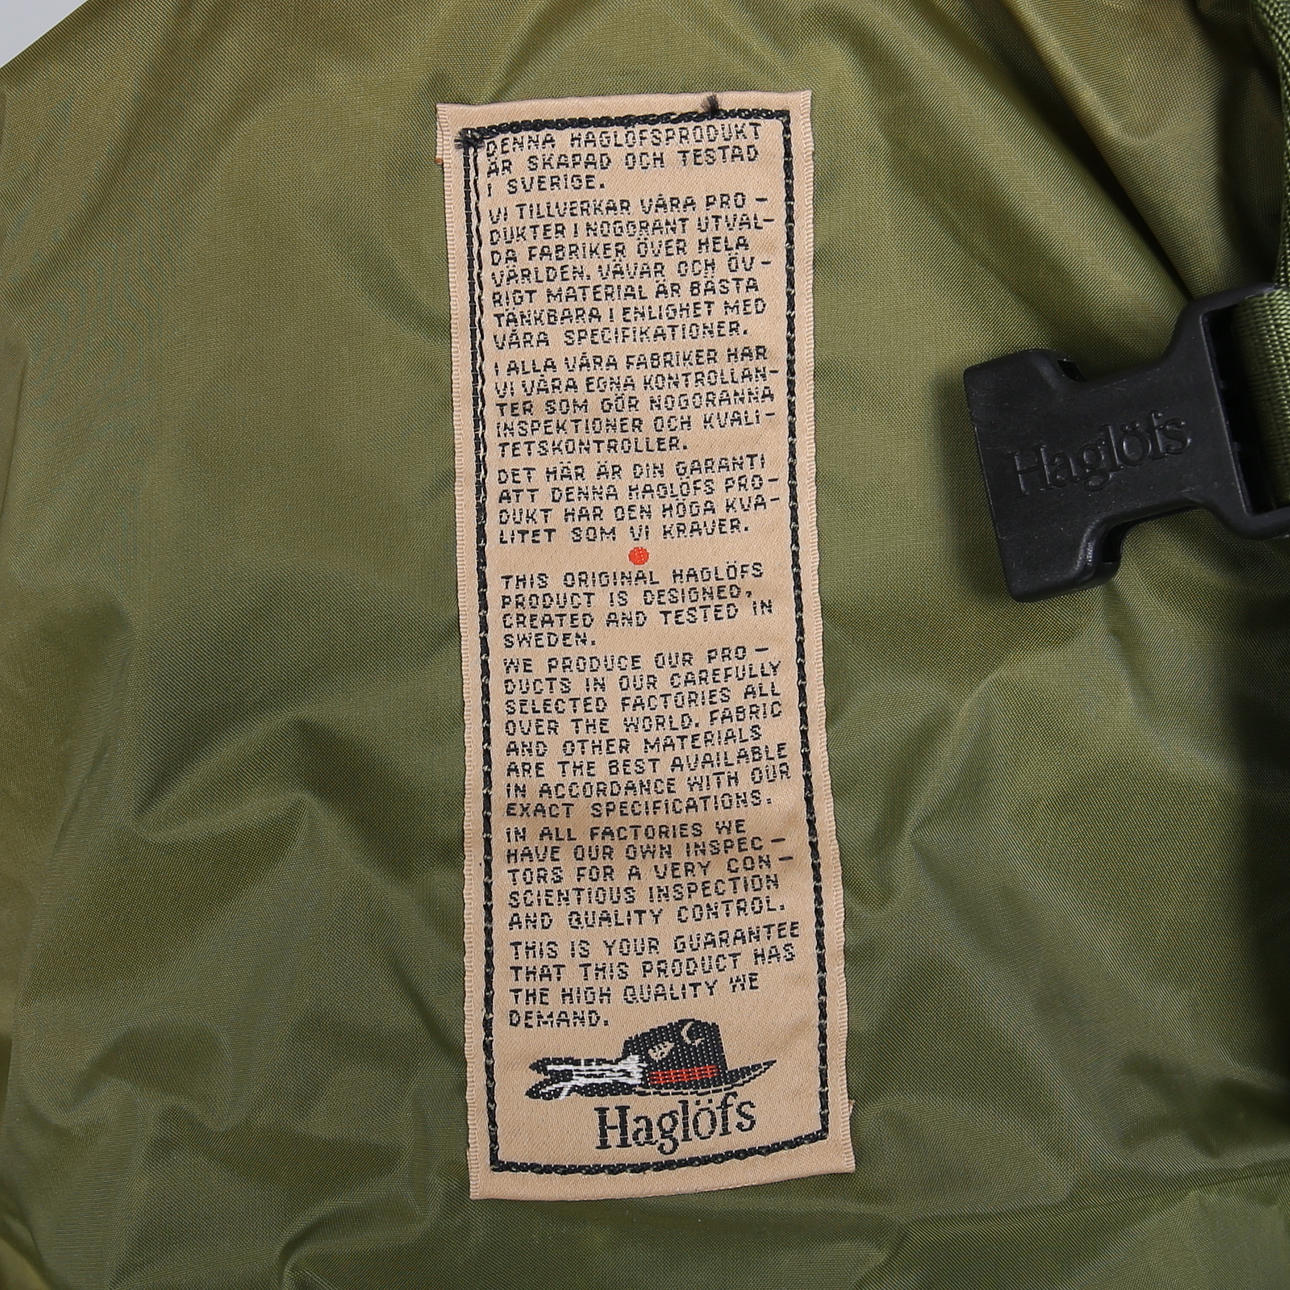 DENNA HAGLÖFSPRODUKT
ÄR SKAPAD OCH TESTAD
I SVERIGE.
VI TILLVERKAR VÅRA PRO-
DUKTER I NOGGRANT UTVAL-
DA FABRIKER ÖVER HELA
VÄRLDEN. VÄVAR OCH ÖV-
RIGT MATERIAL ÄR BÄSTA
TÄNKBARA I ENLIGHET MED
VÅRA SPECIFIKATIONER.
I ALLA VÅRA FABRIKER HAR
VI VÅRA EGNA KONTROLLAN-
TER SOM GÖR NOGGRANNA
INSPEKTIONER OCH KVALI-
TETSKONTROLLER.
DET HÄR ÄR DIN GARANTI
ATT DENNA HAGLÖFS PRO-
DUKT HAR DEN HÖGA KVA-
LITET SOM VI KRÄVER.
THIS ORIGINAL HAGLÖFS
PRODUCT IS DESIGNED,
CREATED AND TESTED IN
SWEDEN.
WE PRODUCE OUR PRO-
DUCTS IN OUR CAREFULLY
SELECTED FACTORIES ALL
OVER THE WORLD. FABRIC
AND OTHER MATERIALS
ARE THE BEST AVAILABLE
IN ACCORDANCE WITH OUR
EXACT SPECIFICATIONS.
IN ALL FACTORIES WE
HAVE OUR OWN INSPEC-
TORS FOR A VERY CON-
SCIENTIOUS INSPECTION
AND QUALITY CONTROL.
THIS IS YOUR GUARANTEE
THAT THIS PRODUCT HAS
THE HIGH QUALITY WE
DEMAND.
Haglöfs
Haglöfs